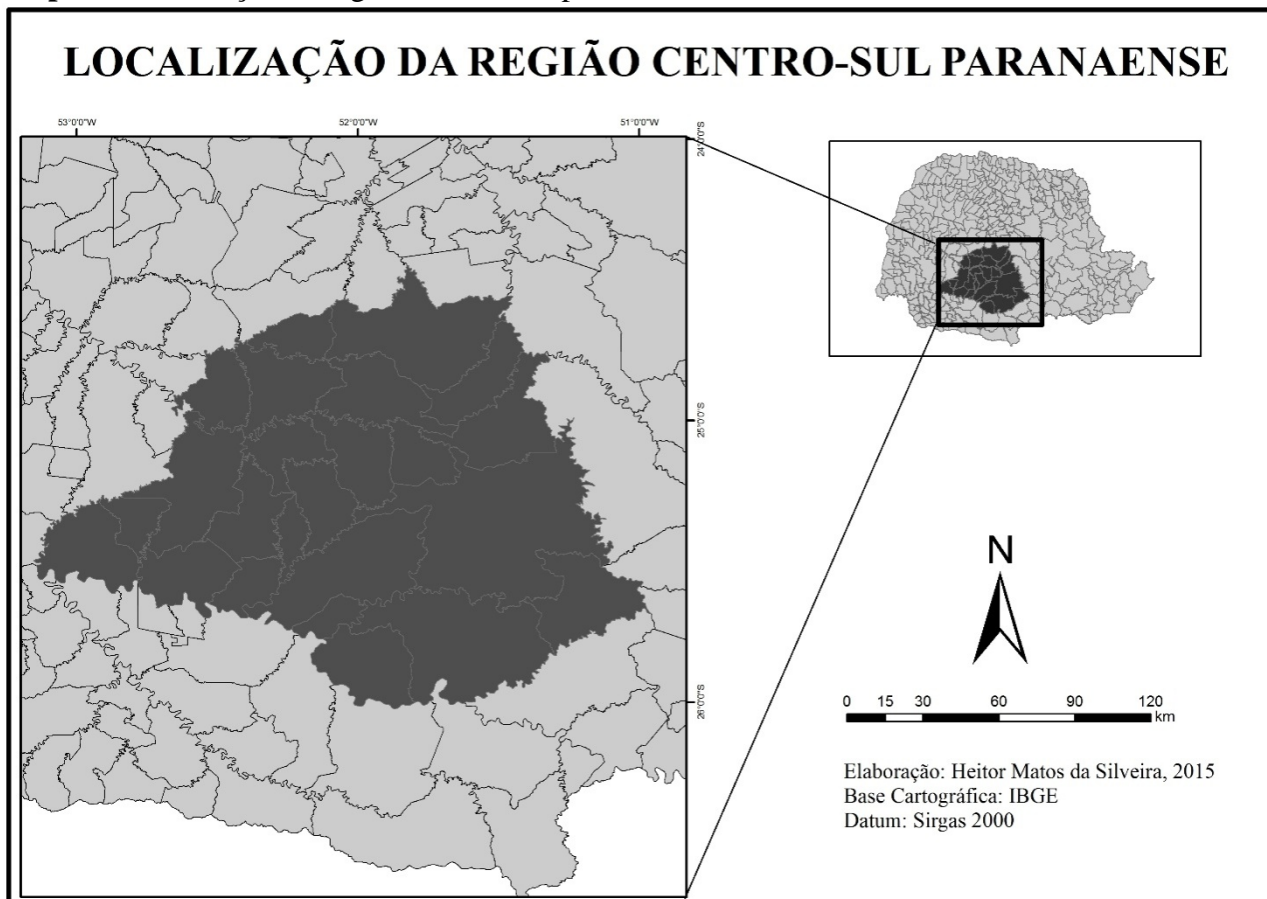 LOCALIZAÇÃO DA REGIÃO CENTRO-SUL PARANAENSE
53°0'0"W 52°0'0"W 51°0'0"W
24°0'0"S
25°0'0"S
26°0'0"S
N
0 15 30 60 90 120
km
Elaboração: Heitor Matos da Silveira, 2015
Base Cartográfica: IBGE
Datum: Sirgas 2000